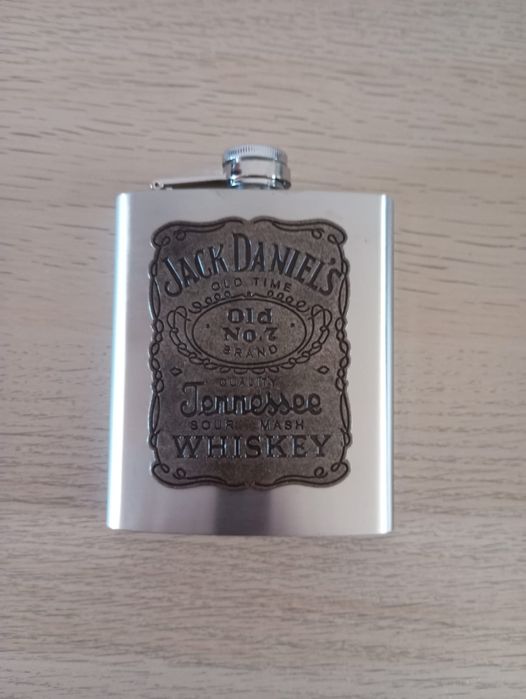 JACK DANIEL'S
OLD TIME
Old
No.7
BRAND
QUALITY
Tennessee
SOUR MASH
WHISKEY